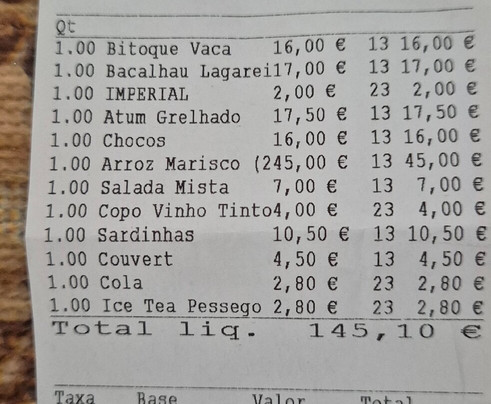 Qt
1.00 Bitoque Vaca 16,00 € 13 16,00 €
1.00 Bacalhau Lagarei17,00 € 13 17,00 €
1.00 IMPERIAL 2,00 € 23 2,00 €
1.00 Atum Grelhado 17,50 € 13 17,50 €
1.00 Chocos 16,00 € 13 16,00 €
1.00 Arroz Marisco (245,00 € 13 45,00 €
1.00 Salada Mista 7,00 € 13 7,00 €
1.00 Copo Vinho Tinto4,00 € 23 4,00 €
1.00 Sardinhas 10,50 € 13 10,50 €
1.00 Couvert 4,50 € 13 4,50 €
1.00 Cola 2,80 € 23 2,80 €
1.00 Ice Tea Pessego 2,80 € 23 2,80 €
Total liq. 145,10 €
Taxa Base Valor Total